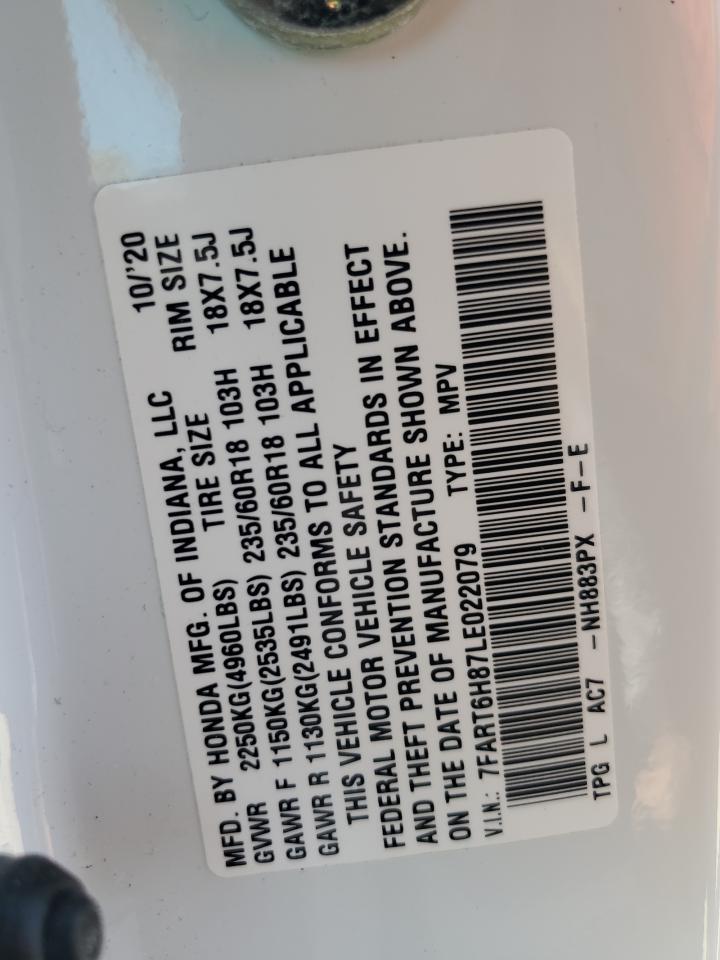 MFD. BY HONDA MFG. OF INDIANA, LLC 10/'20
GVWR 2250KG(4960LBS) TIRE SIZE RIM SIZE
GAWR F 1150KG(2535LBS) 235/60R18 103H 18X7.5J
GAWR R 1130KG(2491LBS) 235/60R18 103H 18X7.5J
THIS VEHICLE CONFORMS TO ALL APPLICABLE
FEDERAL MOTOR VEHICLE SAFETY
AND THEFT PREVENTION STANDARDS IN EFFECT
ON THE DATE OF MANUFACTURE SHOWN ABOVE.
V.I.N.: 7FART6H87LE022079 TYPE: MPV
TPG L AC7 -NH883PX -F-E